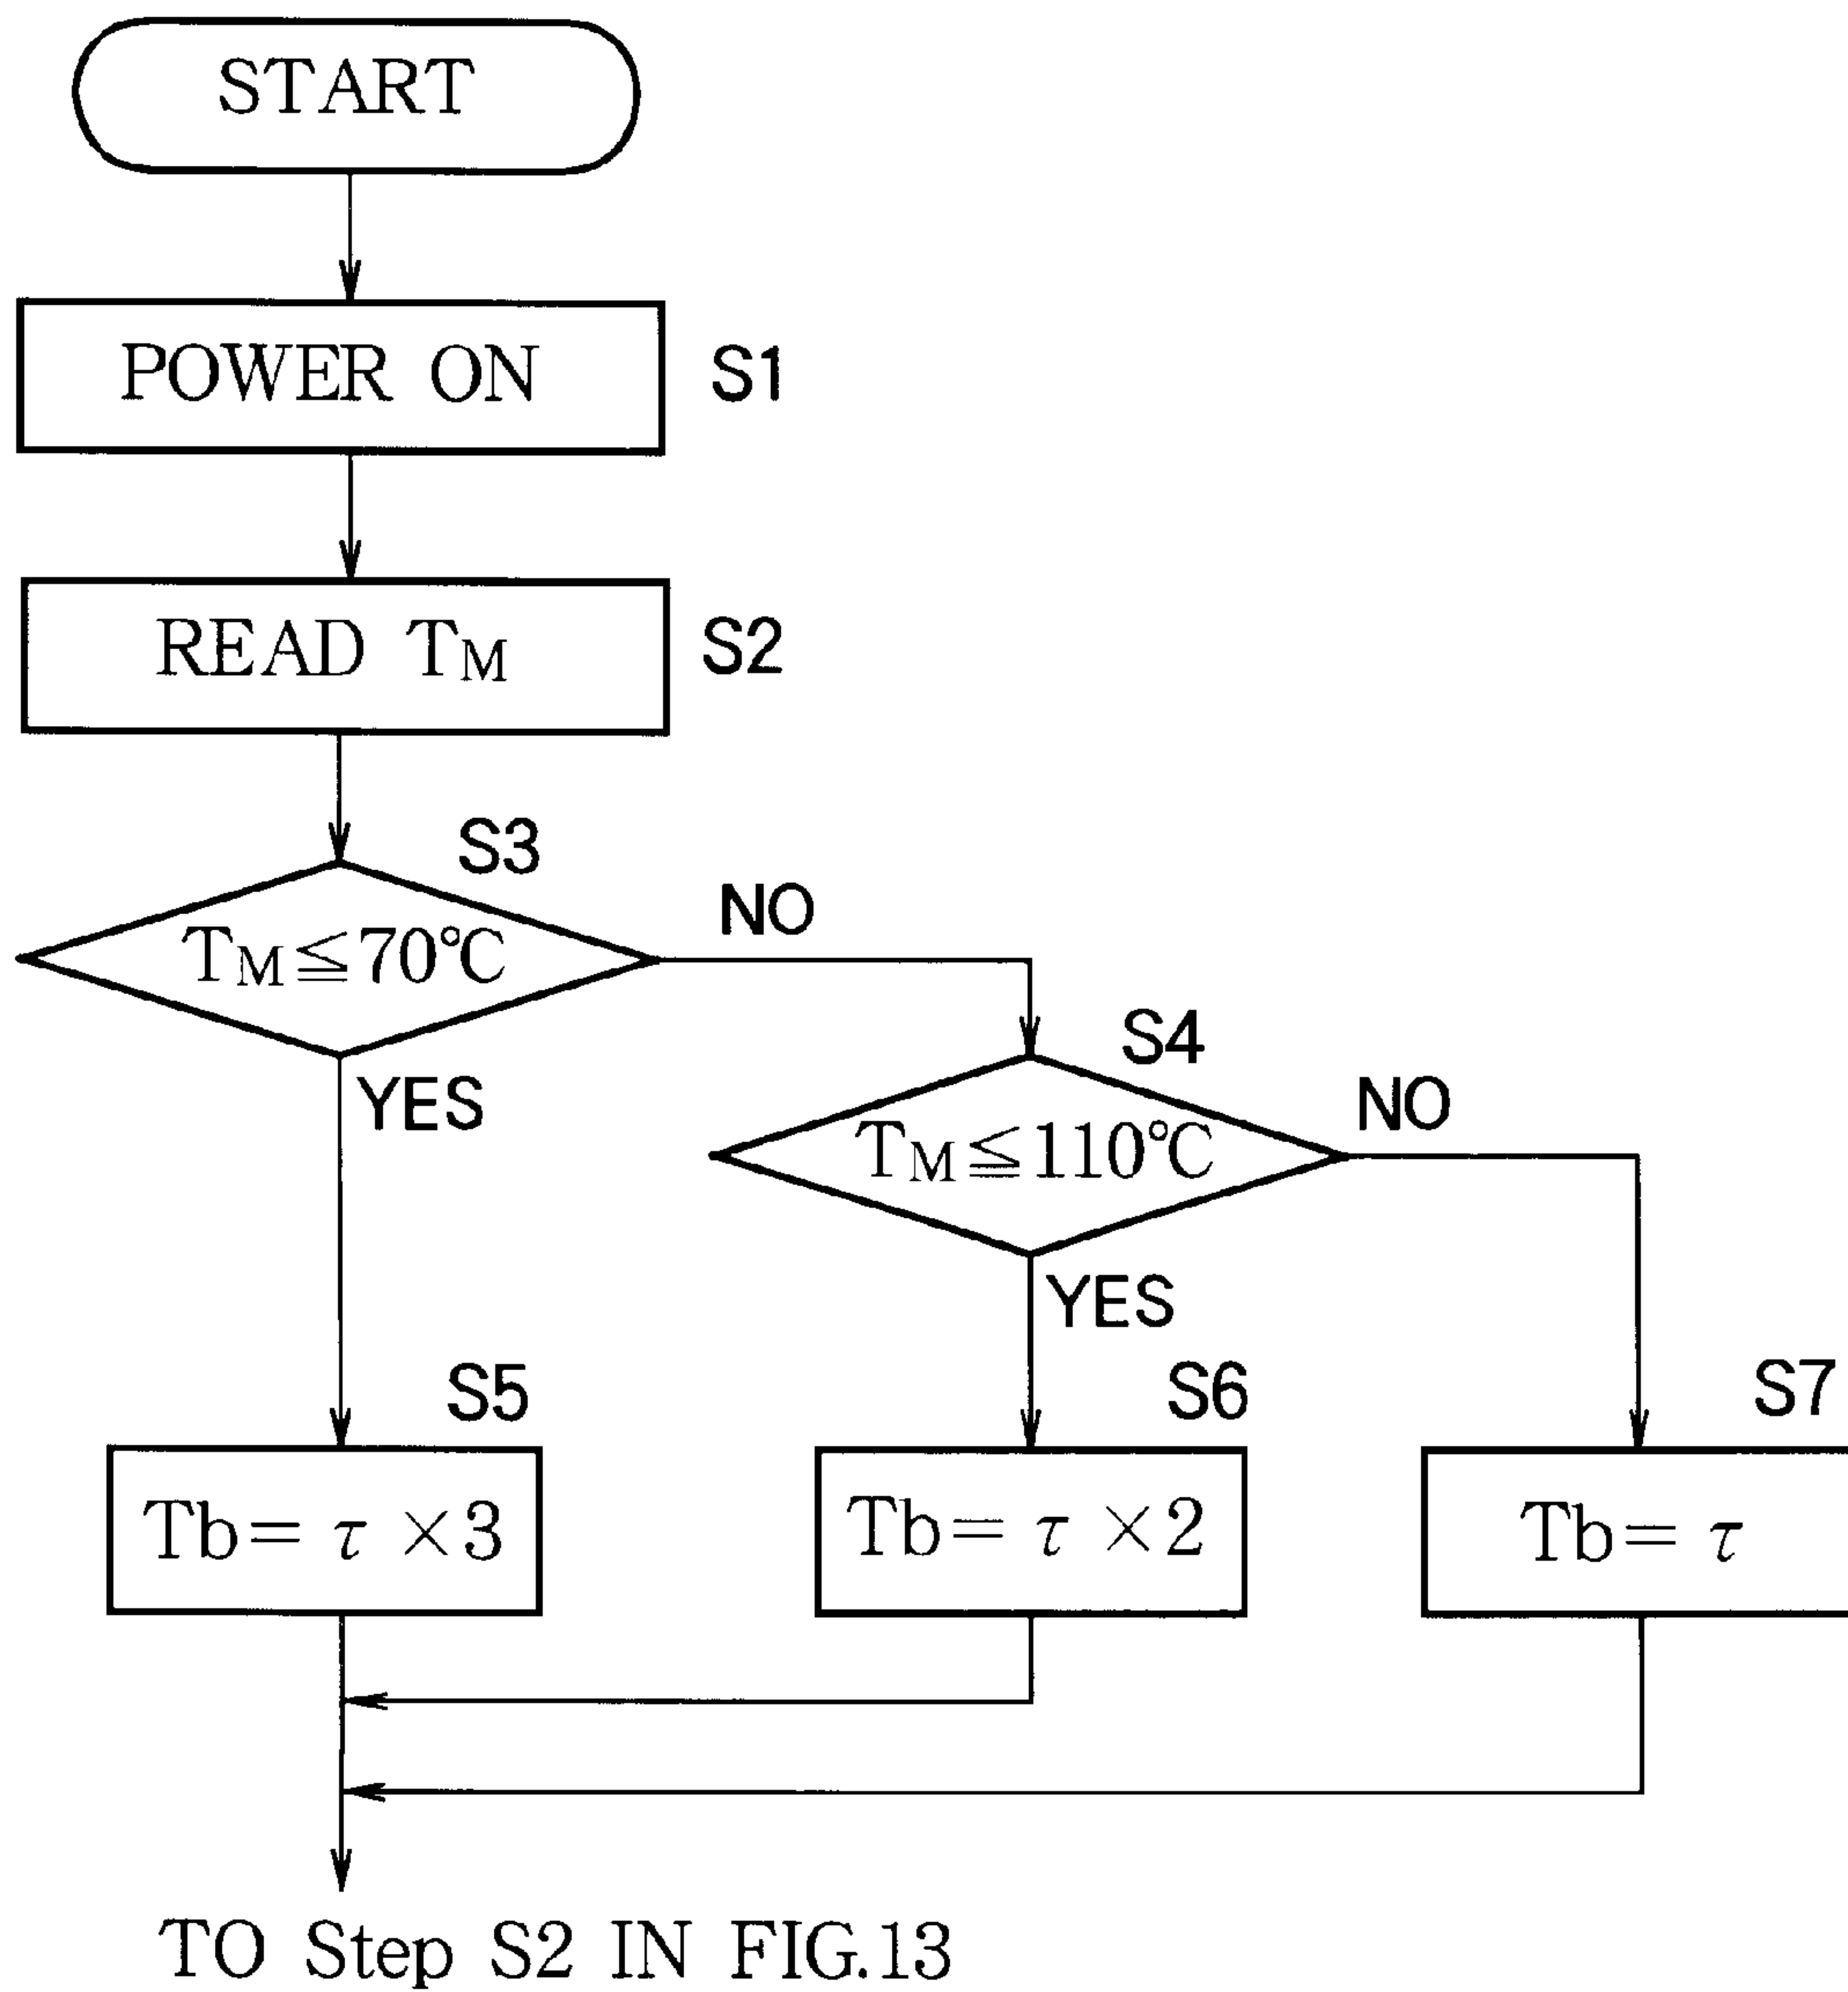 START
POWER ON
S1
READ TM
S2
S3
TM≦70℃
NO
YES
S4
TM≦110℃
NO
YES
S5
Tb= τ ×3
S6
Tb= τ ×2
S7
Tb= τ
TO Step S2 IN FIG.13